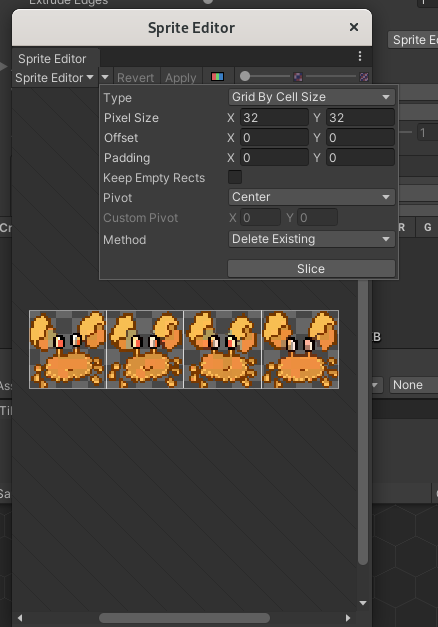 Extrude Edges
Sprite Editor
Sprite Editor
Sprite Editor Revert Apply
Type Grid By Cell Size
Pixel Size X 32 Y 32
Offset X 0 Y 0
Padding X 0 Y 0
1
Keep Empty Rects
Pivot Center
Custom Pivot X 0 Y 0
R G
Method Delete Existing
Slice
B
None